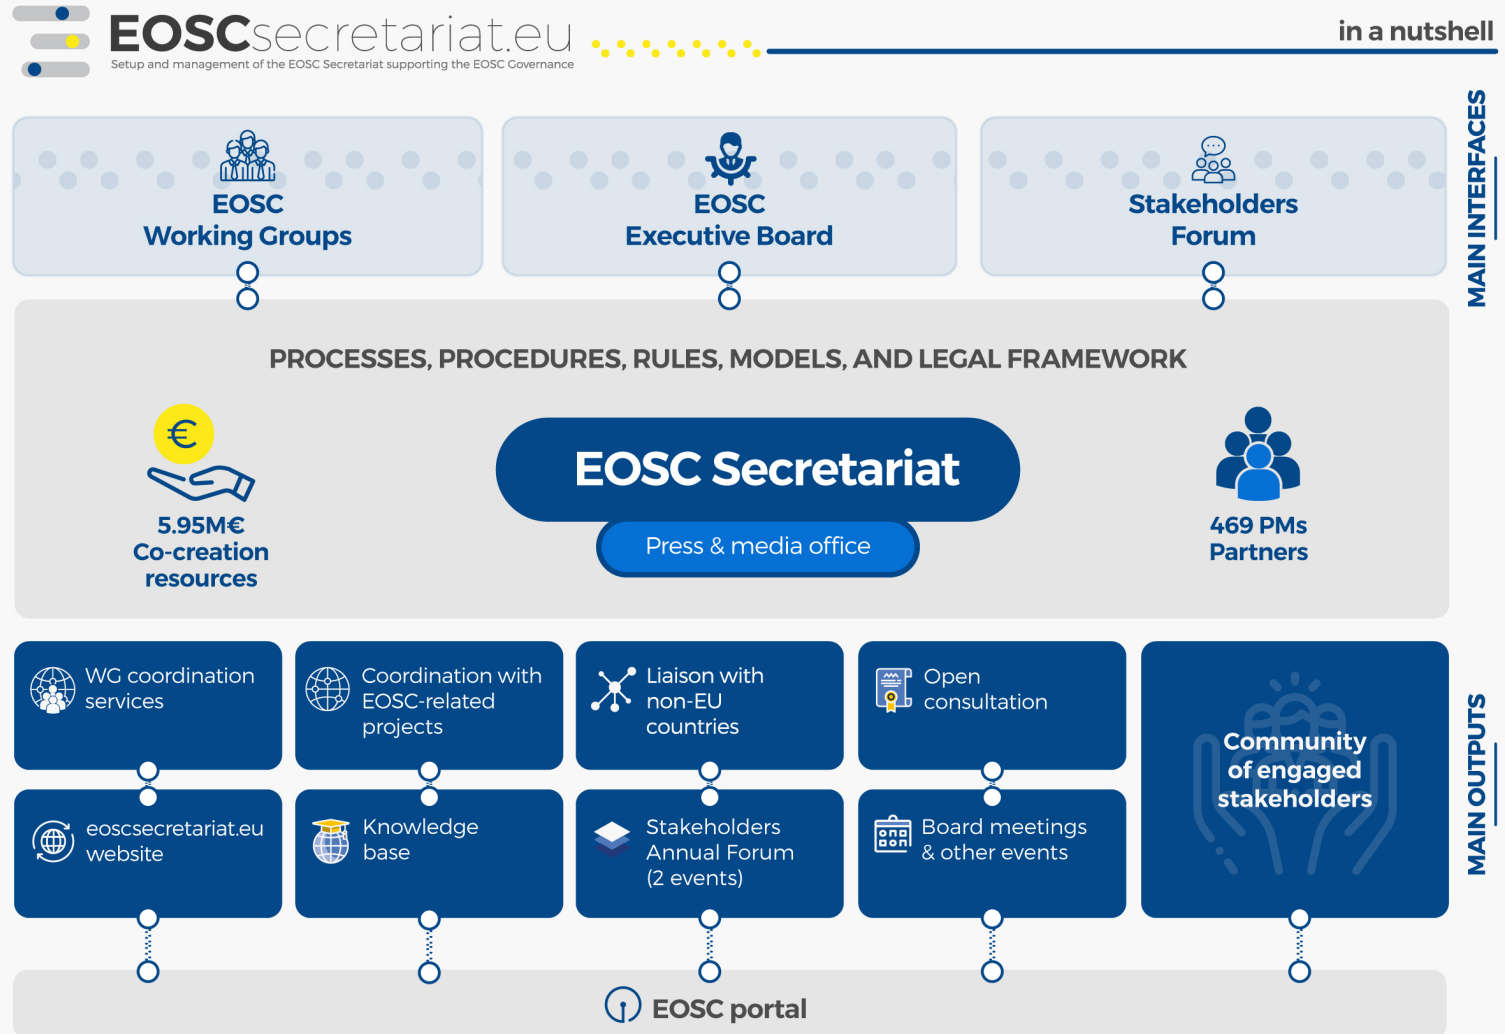 EOSCsecretariat.eu
Setup and management of the EOSC Secretariat supporting the EOSC Governance
in a nutshell
MAIN INTERFACES
EOSC
Working Groups
EOSC
Executive Board
Stakeholders
Forum
PROCESSES, PROCEDURES, RULES, MODELS, AND LEGAL FRAMEWORK
€
5.95M€
Co-creation
resources
EOSC Secretariat
Press & media office
469 PMs
Partners
MAIN OUTPUTS
WG coordination
services
Coordination with
EOSC-related
projects
Liaison with
non-EU
countries
Open
consultation
Community
of engaged
stakeholders
eoscsecretariat.eu
website
Knowledge
base
Stakeholders
Annual Forum
(2 events)
Board meetings
& other events
EOSC portal